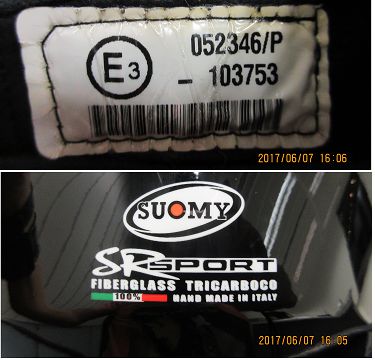 E3
052346/P
- 103753
2017/06/07 16:06
SUOMY
SR SPORT
FIBERGLASS TRICARBOCO
100% HAND MADE IN ITALY
2017/06/07 16:05